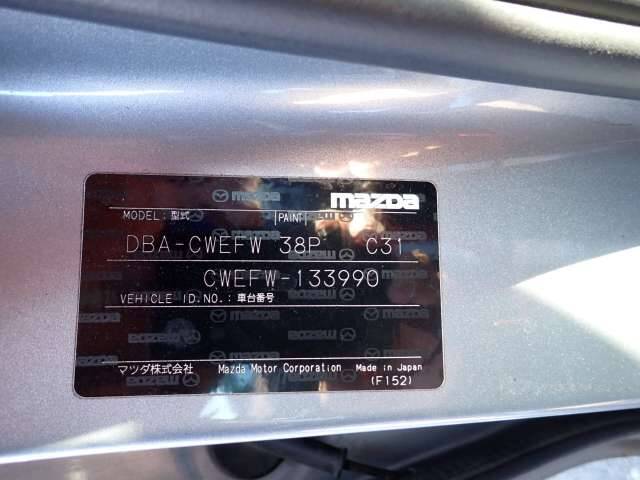 mazda
MODEL: 型式 PAINT
DBA-CWEFW 38P C31
CWEFW-133990
VEHICLE ID.NO.: 車台番号
マツダ株式会社 Mazda Motor Corporation Made in Japan
(F152)